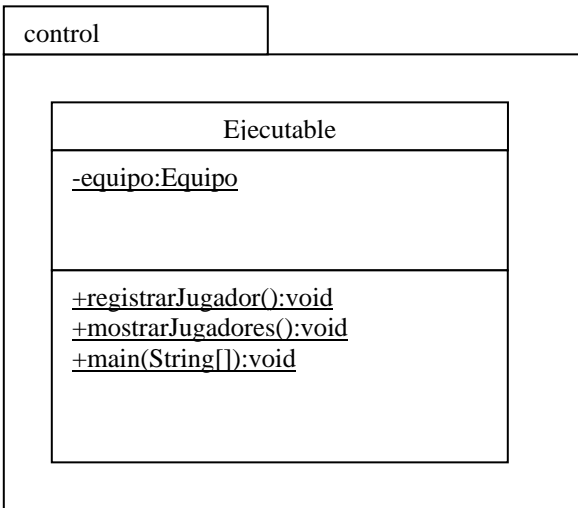 control
Ejecutable
-equipo:Equipo
+registrarJugador():void
+mostrarJugadores():void
+main(String[]):void